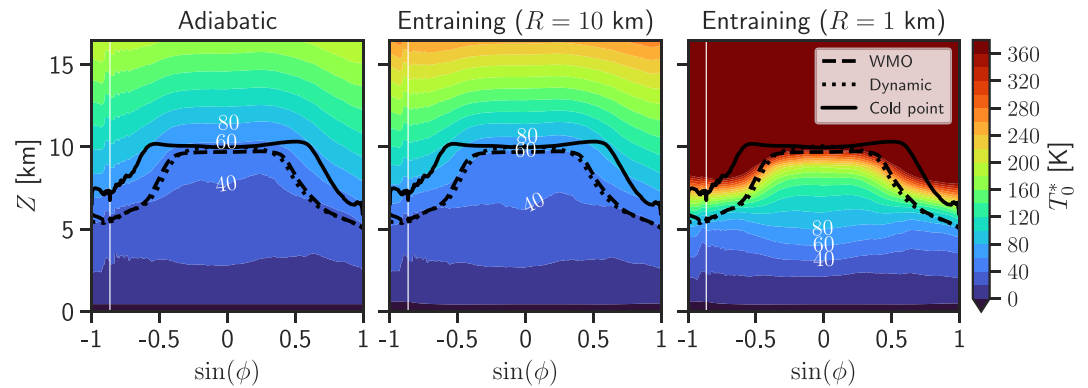 Adiabatic
Entraining (R = 10 km)
Entraining (R = 1 km)
Z [km]
15
10
5
0
80
60
40
80
60
40
80
60
40
WMO
Dynamic
Cold point
-1 -0.5 0 0.5 1
-1 -0.5 0 0.5 1
-1 -0.5 0 0.5 1
sin(ϕ)
sin(ϕ)
sin(ϕ)
360
320
280
240
200
160
120
80
40
0
T₀* [K]